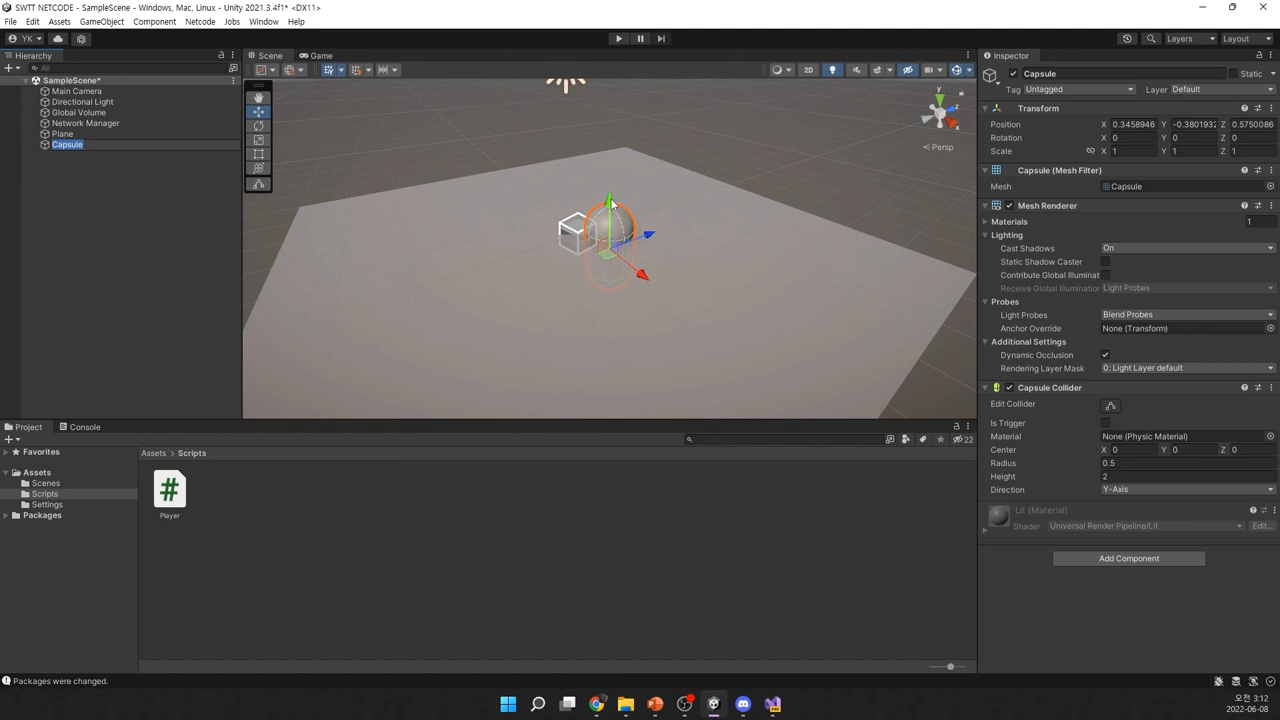 SWTT NETCODE - SampleScene - Windows, Mac, Linux - Unity 2021.3.4f1* <DX11>
File Edit Assets GameObject Component Netcode Jobs Window Help
YK Layers Layout
Hierarchy
All
SampleScene*
Main Camera
Directional Light
Global Volume
Network Manager
Plane
Capsule
Scene Game
2D
y
z
x
Persp
Inspector
Capsule Static
Tag Untagged Layer Default
Transform
Position X 0.3458946 Y -0.3801932 Z 0.5750086
Rotation X 0 Y 0 Z 0
Scale X 1 Y 1 Z 1
Capsule (Mesh Filter)
Mesh Capsule
Mesh Renderer
Materials 1
Lighting
Cast Shadows On
Static Shadow Caster
Contribute Global Illuminat
Receive Global Illumination Light Probes
Probes
Light Probes Blend Probes
Anchor Override None (Transform)
Additional Settings
Dynamic Occlusion
Rendering Layer Mask 0: Light Layer default
Capsule Collider
Edit Collider
Is Trigger
Material None (Physic Material)
Center X 0 Y 0 Z 0
Radius 0.5
Height 2
Direction Y-Axis
Lit (Material)
Shader Universal Render Pipeline/Lit Edit...
Add Component
Project Console
22
Favorites
Assets
Scenes
Scripts
Settings
Packages
Assets > Scripts
#
Player
Packages were changed.
오전 3:12
2022-06-08